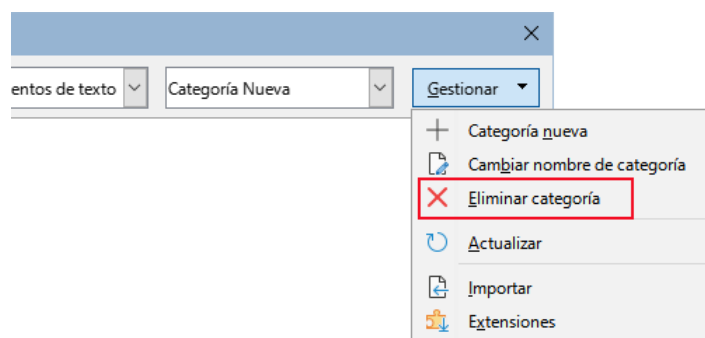 entos de texto
Categoría Nueva
Gestionar
Categoría nueva
Cambiar nombre de categoría
Eliminar categoría
Actualizar
Importar
Extensiones